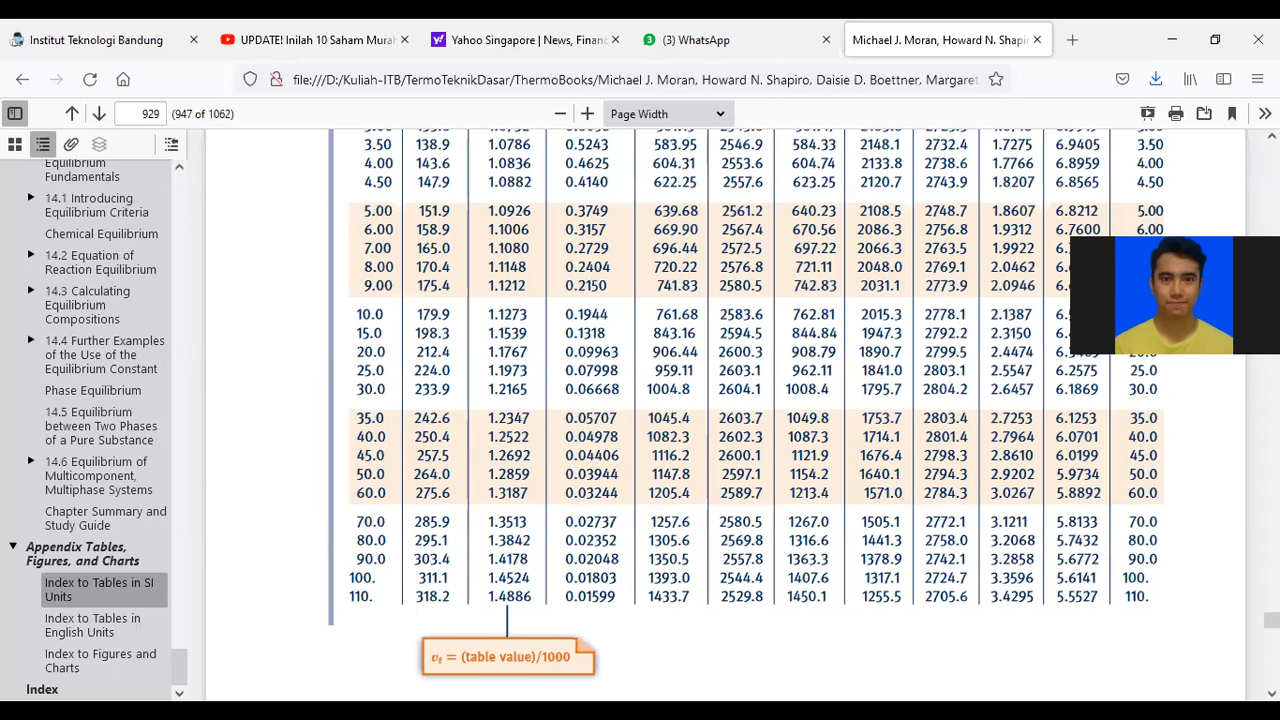 Institut Teknologi Bandung
UPDATE! Inilah 10 Saham Mural
Yahoo Singapore | News, Financ
(3) WhatsApp
Michael J. Moran, Howard N. Shapir
file:///D:/Kuliah-ITB/TermoTeknikDasar/ThermoBooks/Michael J. Moran, Howard N. Shapiro, Daisie D. Boettner, Margaret
929 (947 of 1062) Page Width
Equilibrium
Fundamentals
14.1 Introducing
Equilibrium Criteria
Chemical Equilibrium
14.2 Equation of
Reaction Equilibrium
14.3 Calculating
Equilibrium
Compositions
14.4 Further Examples
of the Use of the
Equilibrium Constant
Phase Equilibrium
14.5 Equilibrium
between Two Phases
of a Pure Substance
14.6 Equilibrium of
Multicomponent,
Multiphase Systems
Chapter Summary and
Study Guide
Appendix Tables,
Figures, and Charts
Index to Tables in SI
Units
Index to Tables in
English Units
Index to Figures and
Charts
Index
3.50 138.9 1.0786 0.5243 583.95 2546.9 584.33 2148.1 2732.4 1.7275 6.9405 3.50
4.00 143.6 1.0836 0.4625 604.31 2553.6 604.74 2133.8 2738.6 1.7766 6.8959 4.00
4.50 147.9 1.0882 0.4140 622.25 2557.6 623.25 2120.7 2743.9 1.8207 6.8565 4.50
5.00 151.9 1.0926 0.3749 639.68 2561.2 640.23 2108.5 2748.7 1.8607 6.8212 5.00
6.00 158.9 1.1006 0.3157 669.90 2567.4 670.56 2086.3 2756.8 1.9312 6.7600 6.00
7.00 165.0 1.1080 0.2729 696.44 2572.5 697.22 2066.3 2763.5 1.9922
8.00 170.4 1.1148 0.2404 720.22 2576.8 721.11 2048.0 2769.1 2.0462
9.00 175.4 1.1212 0.2150 741.83 2580.5 742.83 2031.1 2773.9 2.0946
10.0 179.9 1.1273 0.1944 761.68 2583.6 762.81 2015.3 2778.1 2.1387
15.0 198.3 1.1539 0.1318 843.16 2594.5 844.84 1947.3 2792.2 2.3150
20.0 212.4 1.1767 0.09963 906.44 2600.3 908.79 1890.7 2799.5 2.4474
25.0 224.0 1.1973 0.07998 959.11 2603.1 962.11 1841.0 2803.1 2.5547 6.2575 25.0
30.0 233.9 1.2165 0.06668 1004.8 2604.1 1008.4 1795.7 2804.2 2.6457 6.1869 30.0
35.0 242.6 1.2347 0.05707 1045.4 2603.7 1049.8 1753.7 2803.4 2.7253 6.1253 35.0
40.0 250.4 1.2522 0.04978 1082.3 2602.3 1087.3 1714.1 2801.4 2.7964 6.0701 40.0
45.0 257.5 1.2692 0.04406 1116.2 2600.1 1121.9 1676.4 2798.3 2.8610 6.0199 45.0
50.0 264.0 1.2859 0.03944 1147.8 2597.1 1154.2 1640.1 2794.3 2.9202 5.9734 50.0
60.0 275.6 1.3187 0.03244 1205.4 2589.7 1213.4 1571.0 2784.3 3.0267 5.8892 60.0
70.0 285.9 1.3513 0.02737 1257.6 2580.5 1267.0 1505.1 2772.1 3.1211 5.8133 70.0
80.0 295.1 1.3842 0.02352 1305.6 2569.8 1316.6 1441.3 2758.0 3.2068 5.7432 80.0
90.0 303.4 1.4178 0.02048 1350.5 2557.8 1363.3 1378.9 2742.1 3.2858 5.6772 90.0
100. 311.1 1.4524 0.01803 1393.0 2544.4 1407.6 1317.1 2724.7 3.3596 5.6141 100.
110. 318.2 1.4886 0.01599 1433.7 2529.8 1450.1 1255.5 2705.6 3.4295 5.5527 110.
vf = (table value)/1000